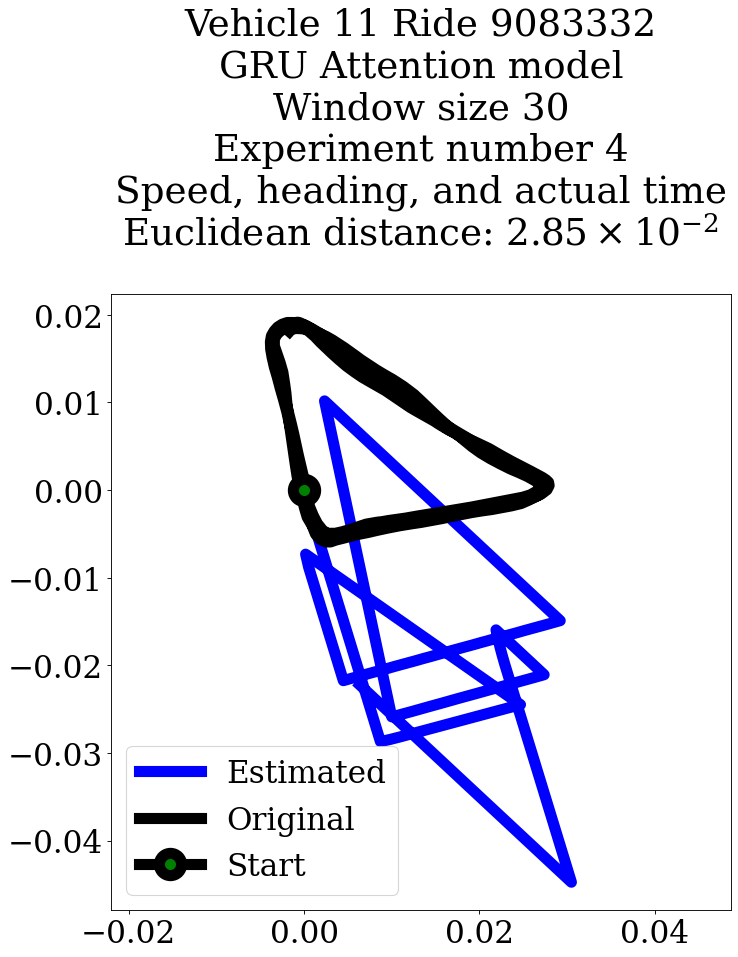 Vehicle 11 Ride 9083332
GRU Attention model
Window size 30
Experiment number 4
Speed, heading, and actual time
Euclidean distance: 2.85 × 10⁻²
0.02
0.01
0.00
−0.01
−0.02
−0.03
−0.04
Estimated
Original
Start
−0.02 0.00 0.02 0.04